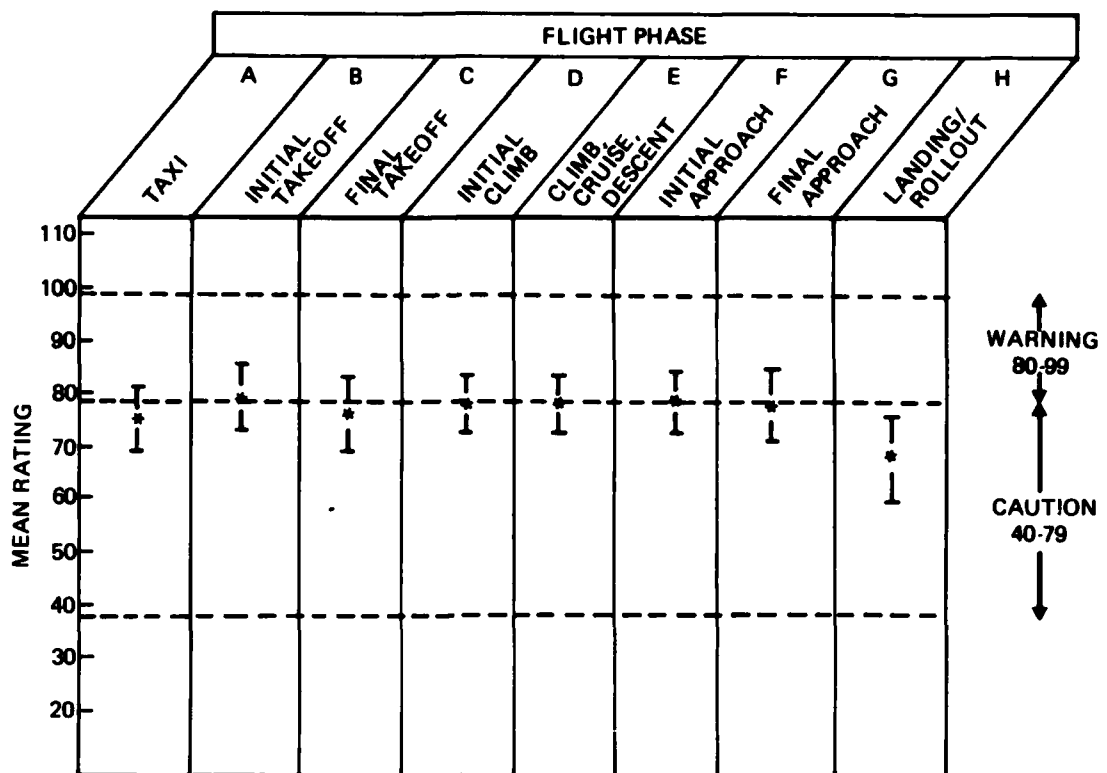 FLIGHT PHASE
A B C D E F G H
TAXI
INITIAL
TAKEOFF
FINAL
TAKEOFF
INITIAL
CLIMB
CLIMB,
CRUISE,
DESCENT
INITIAL
APPROACH
FINAL
APPROACH
LANDING/
ROLLOUT
MEAN RATING
110
100
90
80
70
60
50
40
30
20
WARNING
80-99
CAUTION
40-79